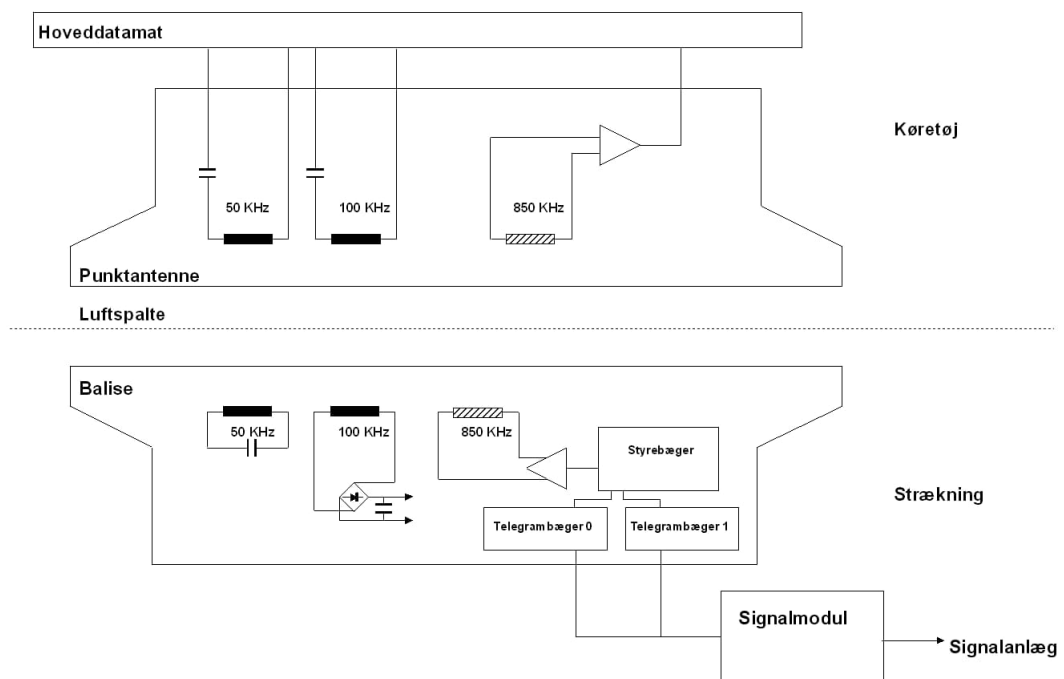 Hoveddatamat
Køretøj
50 KHz
100 KHz
850 KHz
Punktantenne
Luftspalte
Balise
50 KHz
100 KHz
850 KHz
Styrebæger
Strækning
Telegrambæger 0
Telegrambæger 1
Signalmodul
Signalanlæg